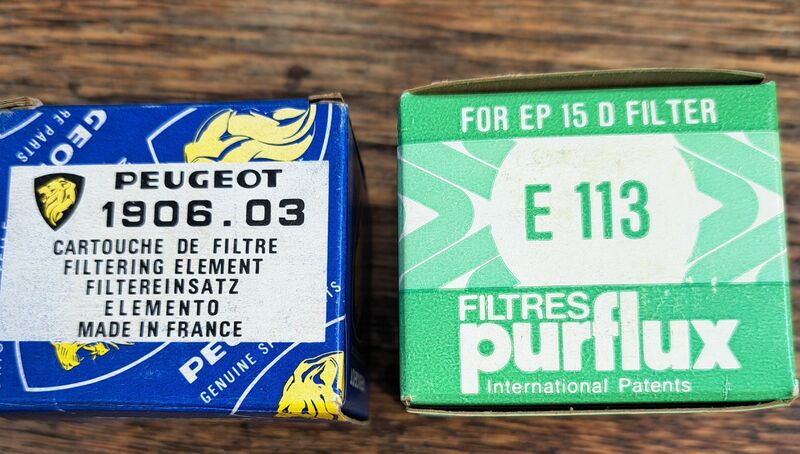 PEUGEOT
1906.03
CARTOUCHE DE FILTRE
FILTERING ELEMENT
FILTEREINSATZ
ELEMENTO
MADE IN FRANCE
GENUINE
FOR EP 15 D FILTER
E 113
FILTRES
purflux
International Patents